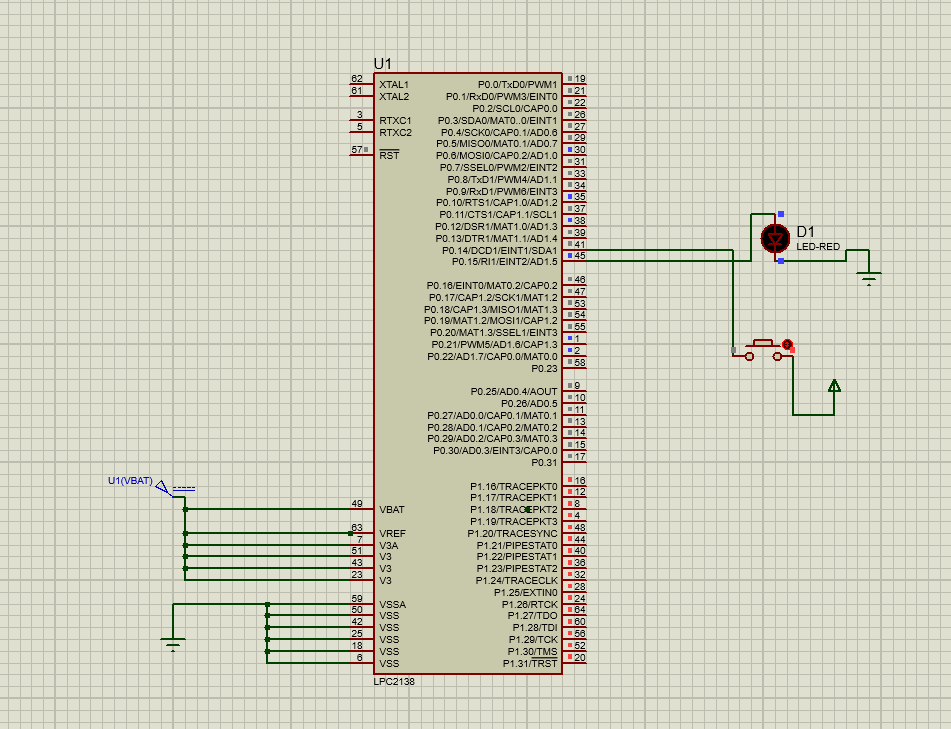 U1
62 XTAL1 P0.0/TxD0/PWM1 19
61 XTAL2 P0.1/RxD0/PWM3/EINT0 21
P0.2/SCL0/CAP0.0 22
3 RTXC1 P0.3/SDA0/MAT0..0/EINT1 26
5 RTXC2 P0.4/SCK0/CAP0.1/AD0.6 27
P0.5/MISO0/MAT0.1/AD0.7 29
57 RST P0.6/MOSI0/CAP0.2/AD1.0 30
P0.7/SSEL0/PWM2/EINT2 31
P0.8/TxD1/PWM4/AD1.1 33
P0.9/RxD1/PWM6/EINT3 34
P0.10/RTS1/CAP1.0/AD1.2 35
P0.11/CTS1/CAP1.1/SCL1 37
P0.12/DSR1/MAT1.0/AD1.3 38
P0.13/DTR1/MAT1.1/AD1.4 39
P0.14/DCD1/EINT1/SDA1 41
P0.15/RI1/EINT2/AD1.5 45
D1
LED-RED
P0.16/EINT0/MAT0.2/CAP0.2 46
P0.17/CAP1.2/SCK1/MAT1.2 47
P0.18/CAP1.3/MISO1/MAT1.3 53
P0.19/MAT1.2/MOSI1/CAP1.2 54
P0.20/MAT1.3/SSEL1/EINT3 55
P0.21/PWM5/AD1.6/CAP1.3 1
P0.22/AD1.7/CAP0.0/MAT0.0 2
P0.23 58
P0.25/AD0.4/AOUT 9
P0.26/AD0.5 10
P0.27/AD0.0/CAP0.1/MAT0.1 11
P0.28/AD0.1/CAP0.2/MAT0.2 13
P0.29/AD0.2/CAP0.3/MAT0.3 14
P0.30/AD0.3/EINT3/CAP0.0 15
P0.31 17
U1(VBAT)
P1.16/TRACEPKT0 16
P1.17/TRACEPKT1 12
49 VBAT P1.18/TRACEPKT2 8
P1.19/TRACEPKT3 4
63 VREF P1.20/TRACESYNC 48
7 V3A P1.21/PIPESTAT0 44
51 V3 P1.22/PIPESTAT1 40
43 V3 P1.23/PIPESTAT2 36
23 V3 P1.24/TRACECLK 32
P1.25/EXTIN0 28
59 VSSA P1.26/RTCK 24
50 VSS P1.27/TDO 64
42 VSS P1.28/TDI 60
25 VSS P1.29/TCK 56
18 VSS P1.30/TMS 52
6 VSS P1.31/TRST 20
LPC2138